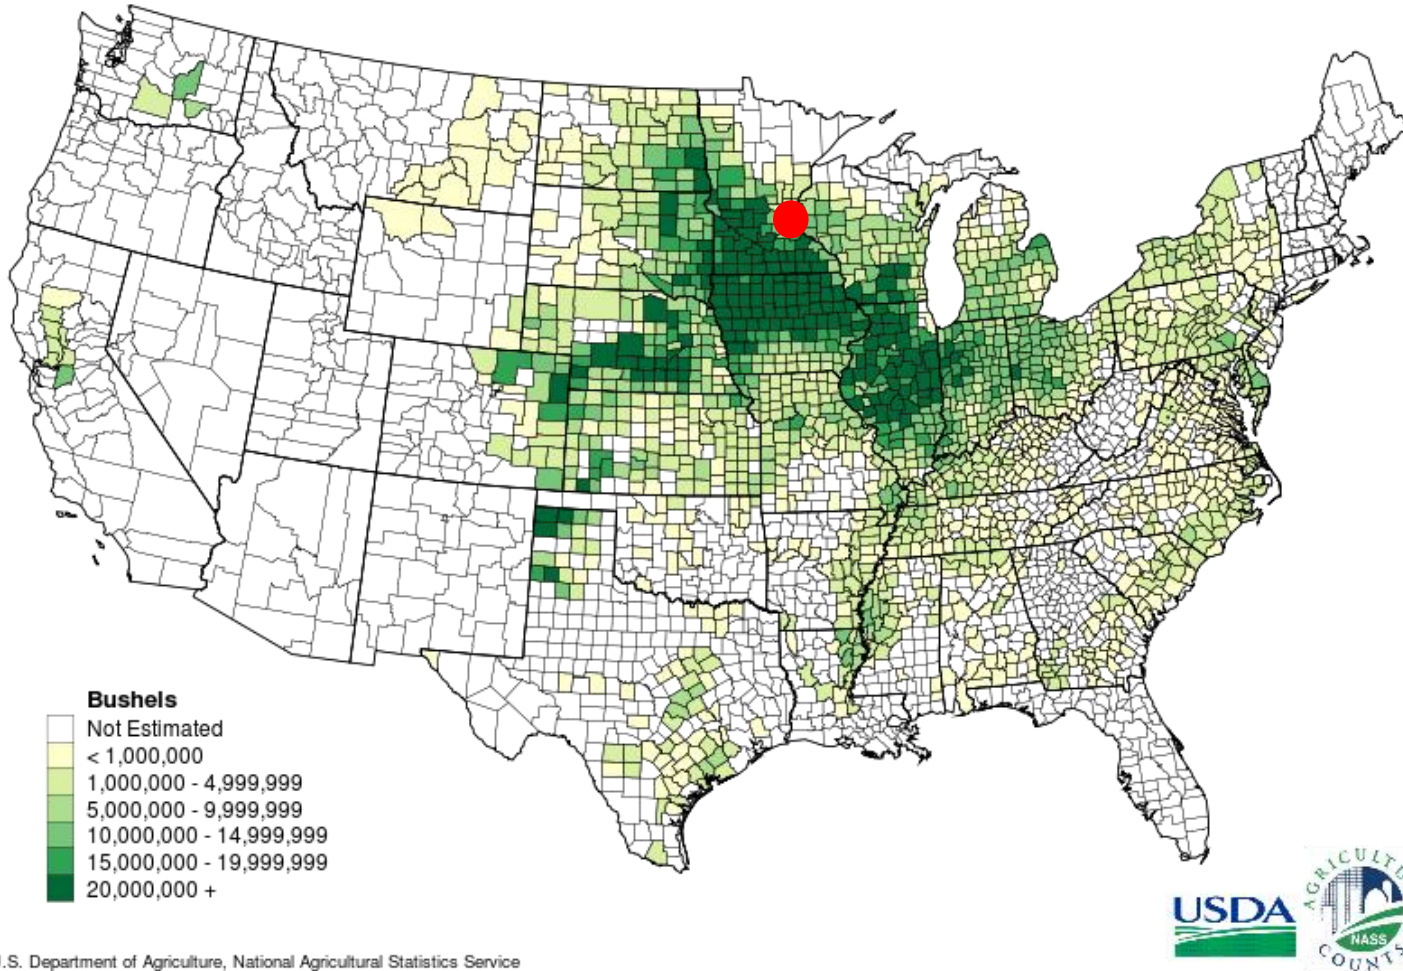 Bushels
Not Estimated
< 1,000,000
1,000,000 - 4,999,999
5,000,000 - 9,999,999
10,000,000 - 14,999,999
15,000,000 - 19,999,999
20,000,000 +
USDA
AGRICULTU
NASS
COUNTS
.S. Department of Agriculture, National Agricultural Statistics Service